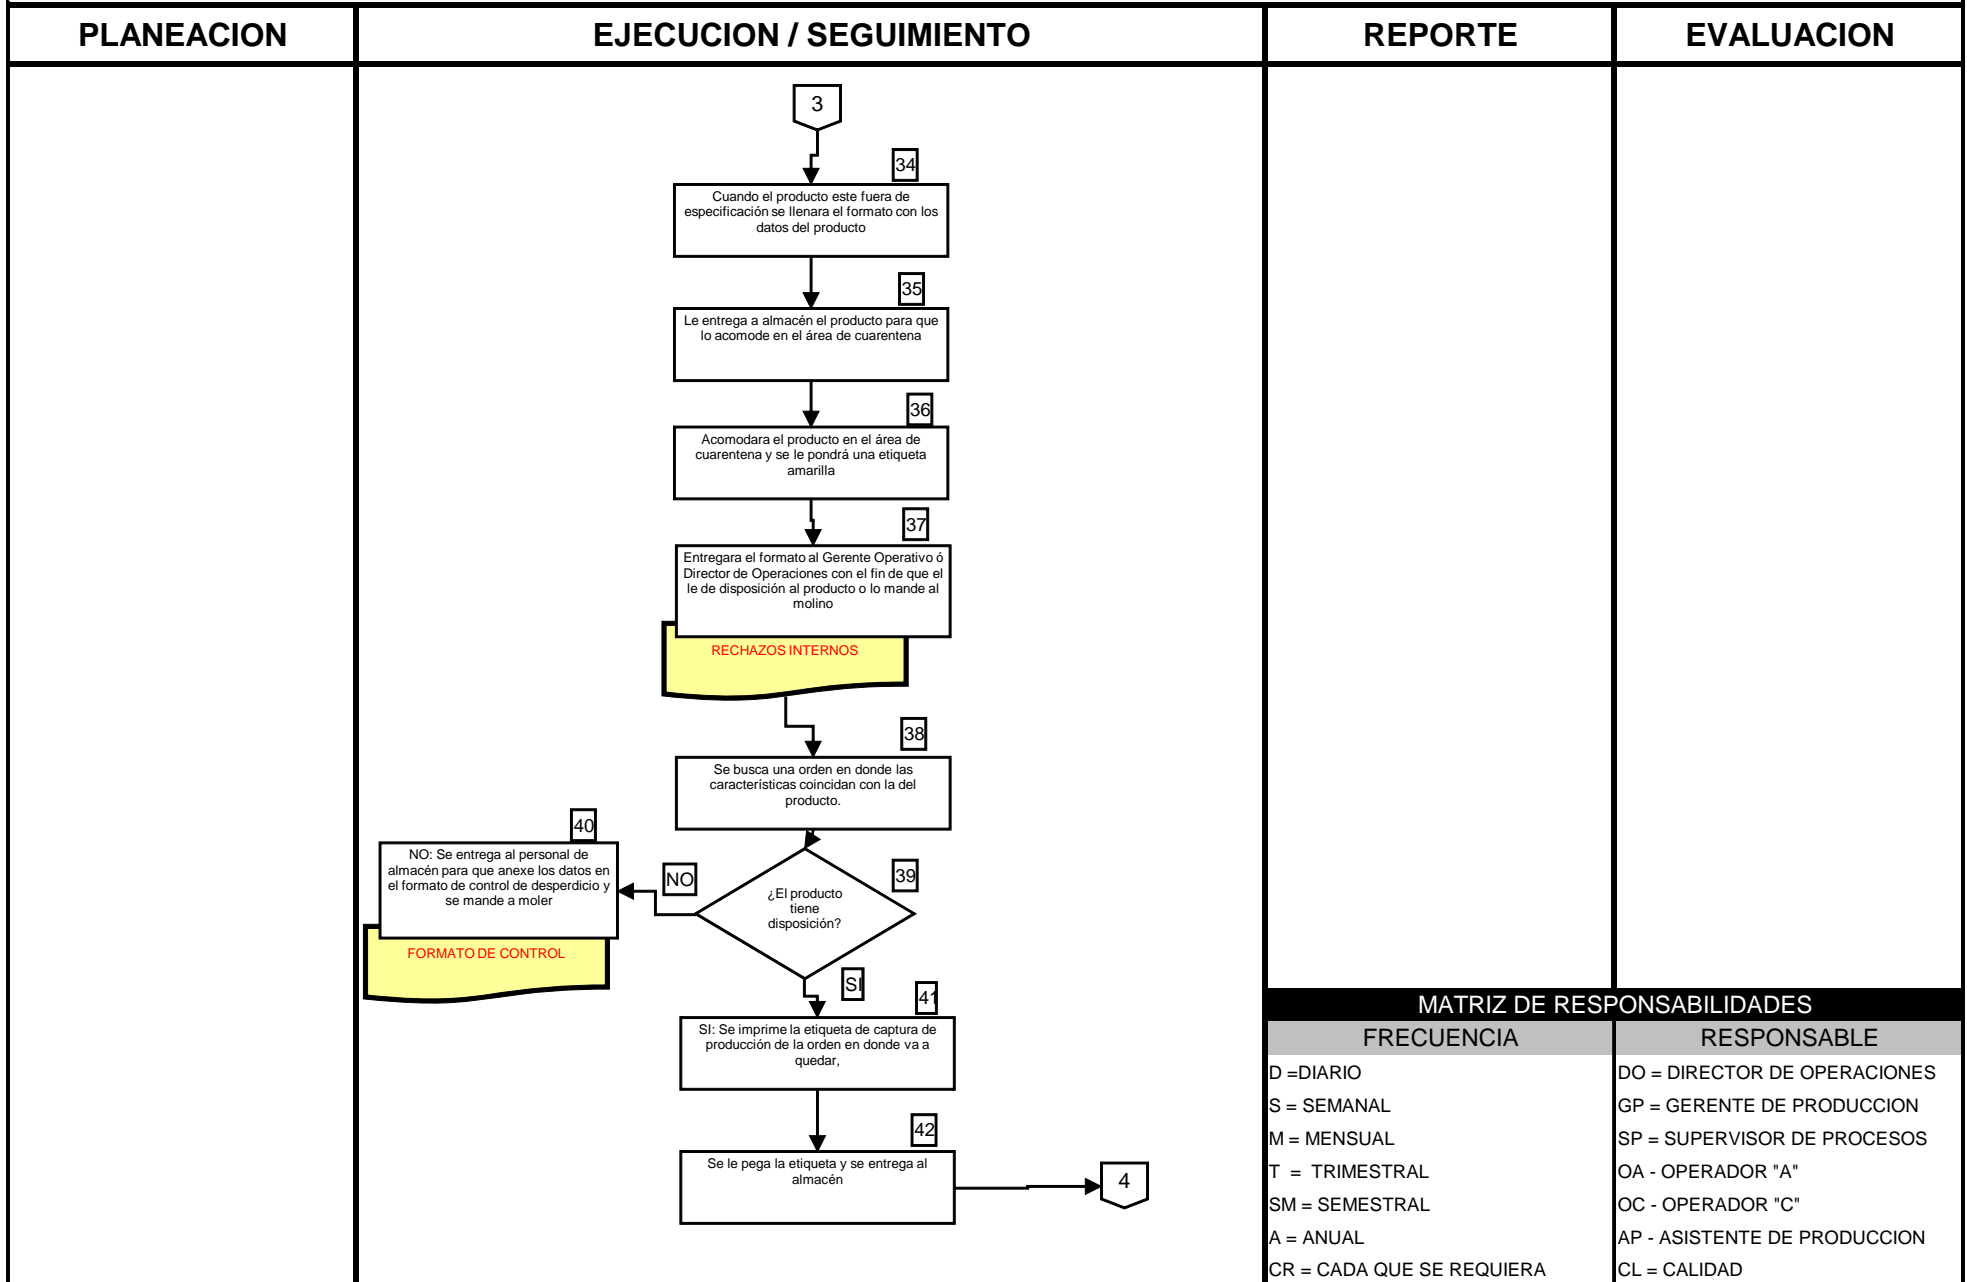 PLANEACION
EJECUCION / SEGUIMIENTO
REPORTE
EVALUACION
3
34
Cuando el producto este fuera de
especificación se llenara el formato con los
datos del producto
35
Le entrega a almacén el producto para que
lo acomode en el área de cuarentena
36
Acomodara el producto en el área de
cuarentena y se le pondrá una etiqueta
amarilla
37
Entregara el formato al Gerente Operativo ó
Director de Operaciones con el fin de que el
le de disposición al producto o lo mande al
molino
RECHAZOS INTERNOS
38
Se busca una orden en donde las
características coincidan con la del
producto.
40
NO: Se entrega al personal de
almacén para que anexe los datos en
el formato de control de desperdicio y
se mande a moler
FORMATO DE CONTROL
NO
39
¿El producto
tiene
disposición?
SI
41
SI: Se imprime la etiqueta de captura de
producción de la orden en donde va a
quedar,
42
Se le pega la etiqueta y se entrega al
almacén
4
MATRIZ DE RESPONSABILIDADES
FRECUENCIA
RESPONSABLE
D =DIARIO
DO = DIRECTOR DE OPERACIONES
S = SEMANAL
GP = GERENTE DE PRODUCCION
M = MENSUAL
SP = SUPERVISOR DE PROCESOS
T = TRIMESTRAL
OA - OPERADOR "A"
SM = SEMESTRAL
OC - OPERADOR "C"
A = ANUAL
AP - ASISTENTE DE PRODUCCION
CR = CADA QUE SE REQUIERA
CL = CALIDAD